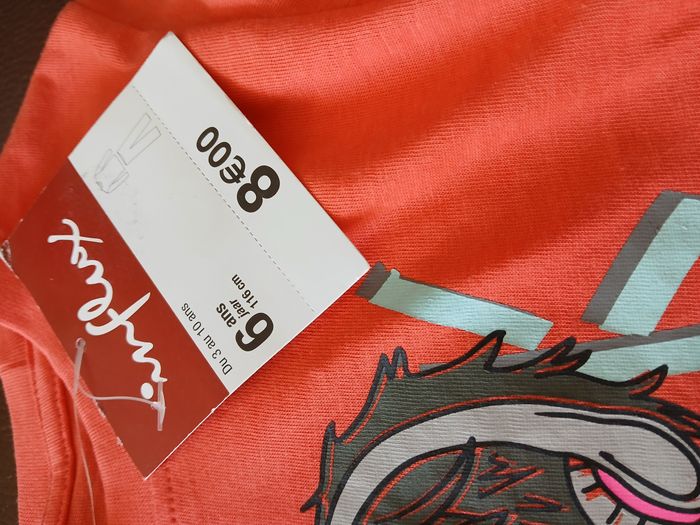 influx
Du 3 au 10 ans
6 ans
jaar
116 cm
8€00